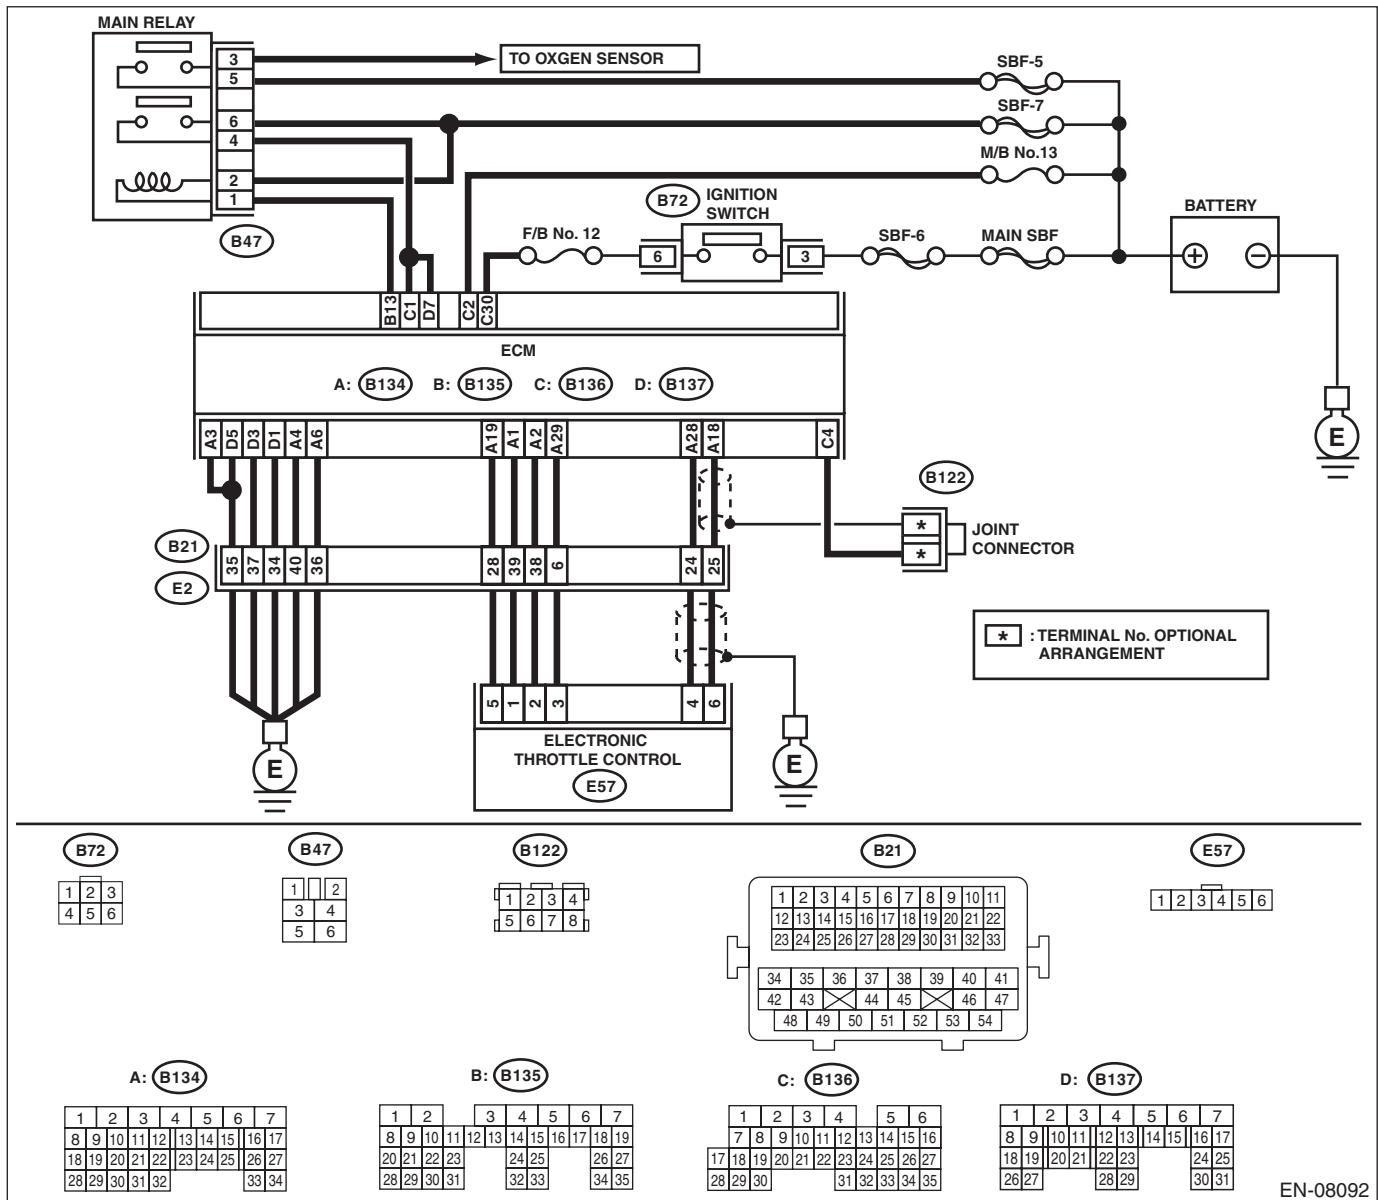 MAIN RELAY
3
5
6
4
2
1
B47
TO OXGEN SENSOR
SBF-5
SBF-7
M/B No.13
B72
IGNITION
SWITCH
F/B No. 12
6
3
SBF-6
MAIN SBF
BATTERY
+
−
E
B13
C1
D7
C2
C30
ECM
A: B134 B: B135 C: B136 D: B137
A3
D5
D3
D1
A4
A6
A19
A1
A2
A29
A28
A18
C4
B122
*
*
JOINT
CONNECTOR
B21
E2
35
37
34
40
36
28
39
38
6
24
25
* : TERMINAL No. OPTIONAL
ARRANGEMENT
5
1
2
3
4
6
ELECTRONIC
THROTTLE CONTROL
E57
E
E
B72
1 2 3
4 5 6
B47
1 2
3 4
5 6
B122
1 2 3 4
5 6 7 8
B21
1 2 3 4 5 6 7 8 9 10 11
12 13 14 15 16 17 18 19 20 21 22
23 24 25 26 27 28 29 30 31 32 33
34 35 36 37 38 39 40 41
42 43 44 45 46 47
48 49 50 51 52 53 54
E57
1 2 3 4 5 6
A: B134
1 2 3 4 5 6 7
8 9 10 11 12 13 14 15 16 17
18 19 20 21 22 23 24 25 26 27
28 29 30 31 32 33 34
B: B135
1 2 3 4 5 6 7
8 9 10 11 12 13 14 15 16 17 18 19
20 21 22 23 24 25 26 27
28 29 30 31 32 33 34 35
C: B136
1 2 3 4 5 6
7 8 9 10 11 12 13 14 15 16
17 18 19 20 21 22 23 24 25 26 27
28 29 30 31 32 33 34 35
D: B137
1 2 3 4 5 6 7
8 9 10 11 12 13 14 15 16 17
18 19 20 21 22 23 24 25
26 27 28 29 30 31
EN-08092